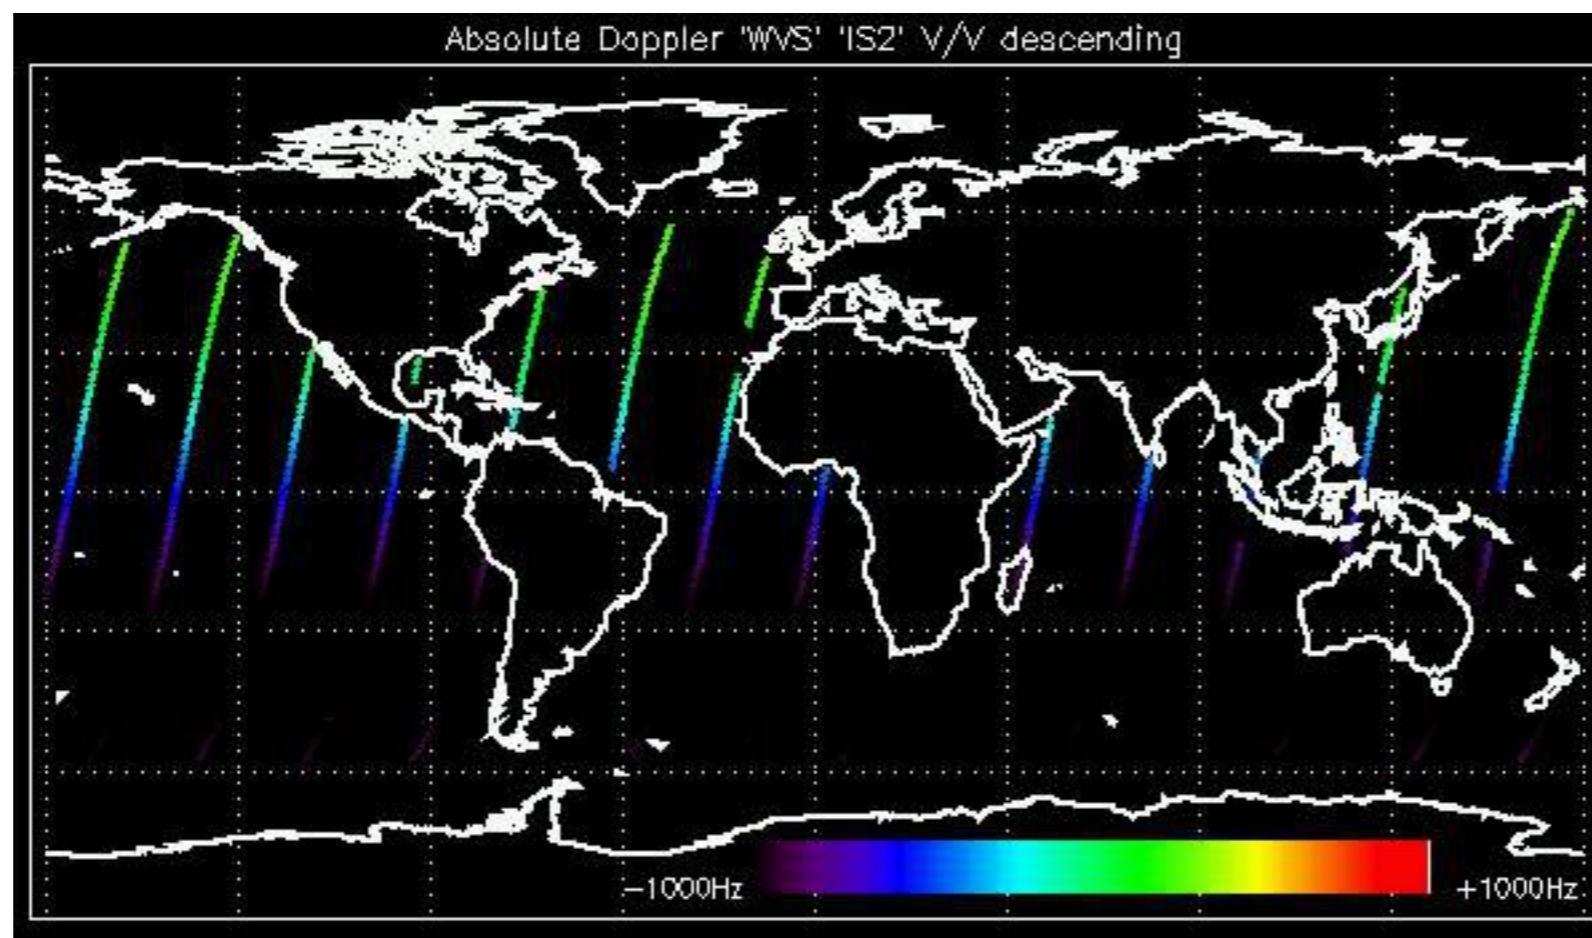 Absolute Doppler 'WVS' 'IS2' V/V descending
−1000Hz
+1000Hz